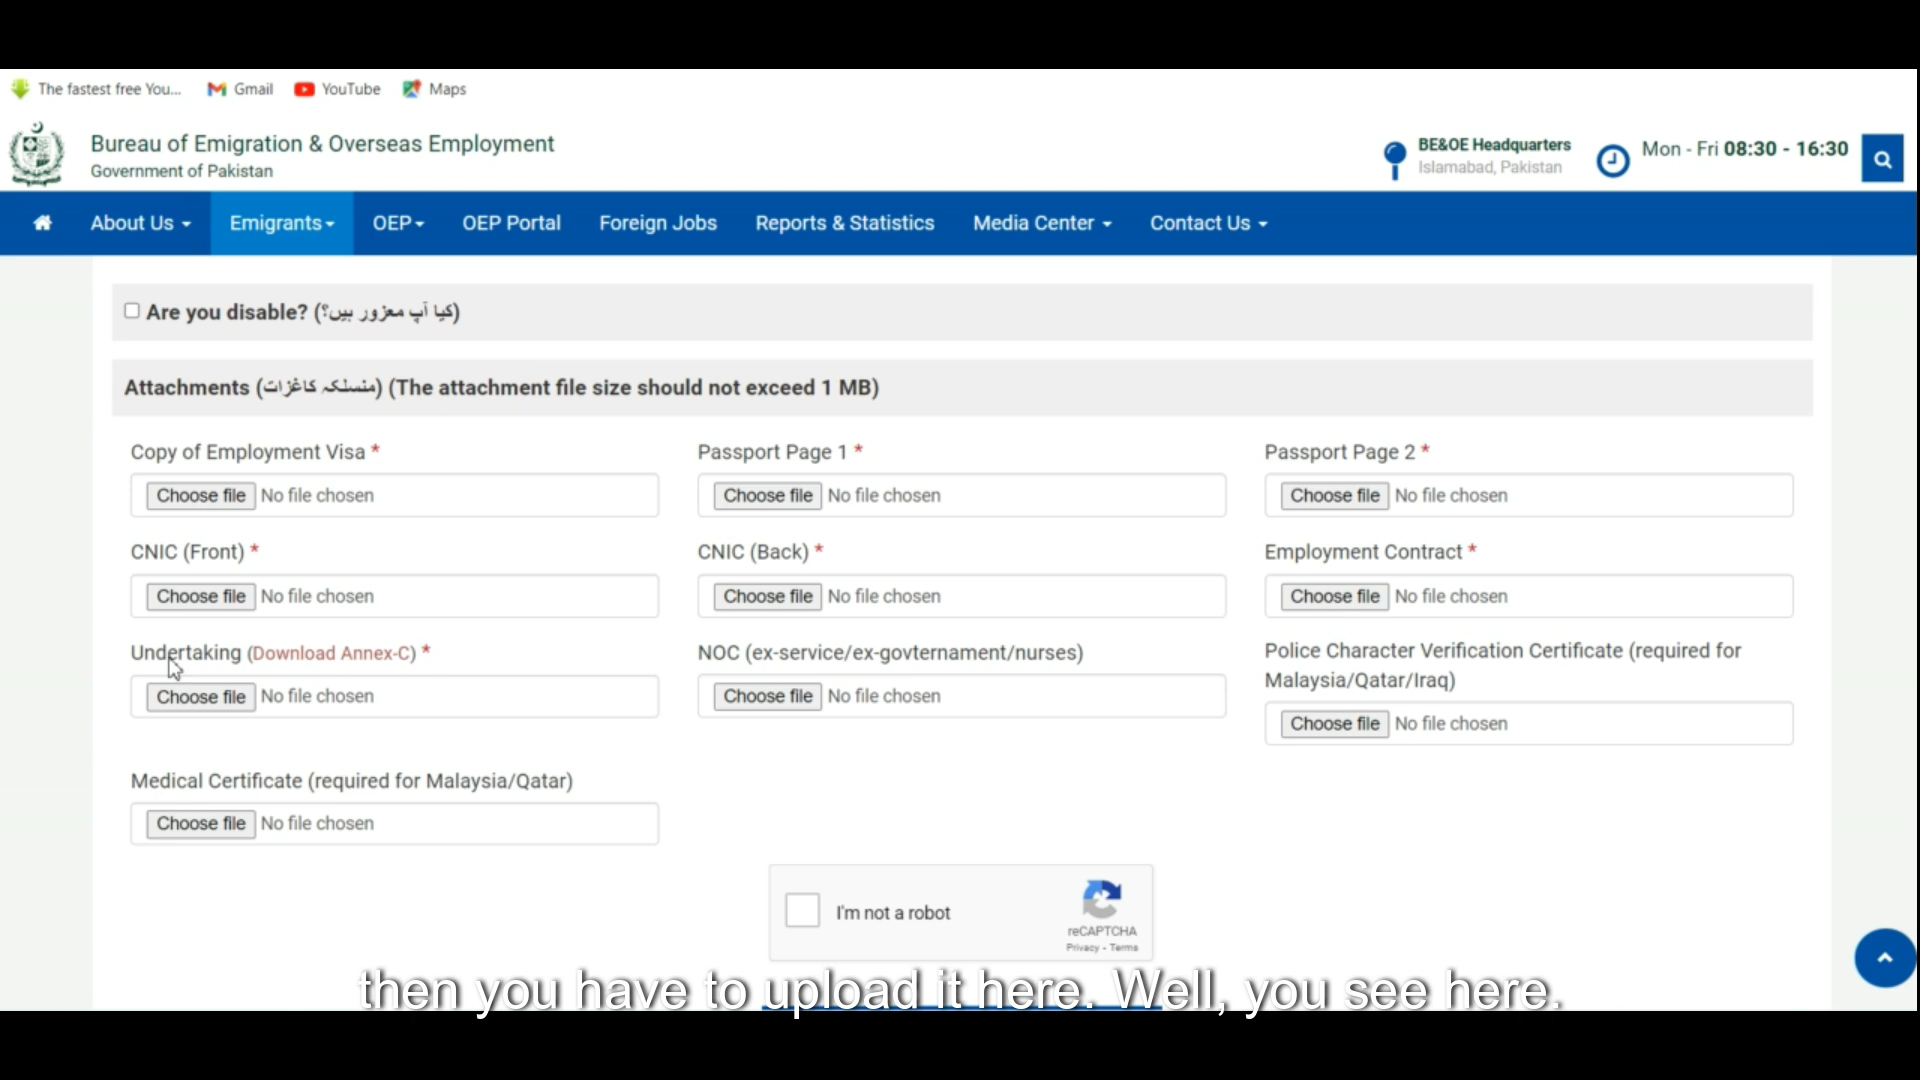 The fastest free You...
Gmail
YouTube
Maps
Bureau of Emigration & Overseas Employment
Government of Pakistan
BE&OE Headquarters
Islamabad, Pakistan
Mon - Fri 08:30 - 16:30
About Us
Emigrants
OEP
OEP Portal
Foreign Jobs
Reports & Statistics
Media Center
Contact Us
Are you disable? (کیا آپ معزور ہیں؟)
Attachments (منسلکہ کاغزات) (The attachment file size should not exceed 1 MB)
Copy of Employment Visa *
Choose file No file chosen
Passport Page 1 *
Choose file No file chosen
Passport Page 2 *
Choose file No file chosen
CNIC (Front) *
Choose file No file chosen
CNIC (Back) *
Choose file No file chosen
Employment Contract *
Choose file No file chosen
Undertaking (Download Annex-C) *
Choose file No file chosen
NOC (ex-service/ex-govternament/nurses)
Choose file No file chosen
Police Character Verification Certificate (required for
Malaysia/Qatar/Iraq)
Choose file No file chosen
Medical Certificate (required for Malaysia/Qatar)
Choose file No file chosen
I'm not a robot
reCAPTCHA
Privacy - Terms
then you have to upload it here. Well, you see here.